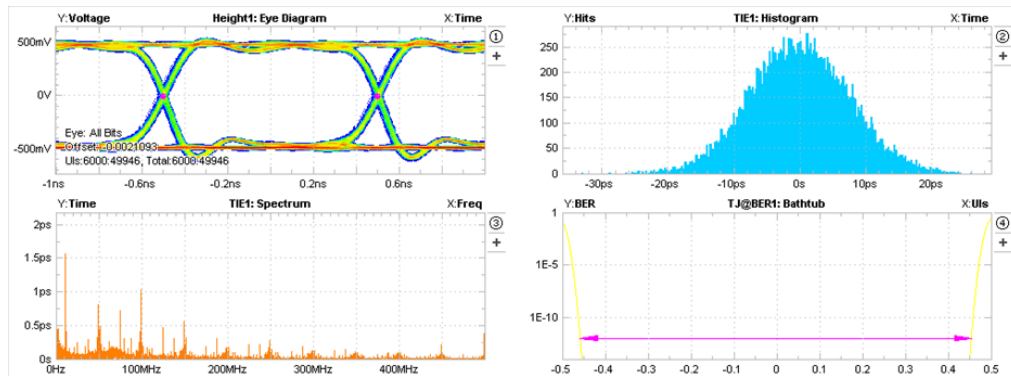 Y:Voltage Height1: Eye Diagram X:Time
500mV
0V
-500mV
Eye: All Bits
Offset: -0.0021093
UIs:6000:49946, Total:6000:49946
-1ns -0.6ns -0.2ns 0.2ns 0.6ns
①
+
Y:Hits TIE1: Histogram X:Time
250
200
150
100
50
0
-30ps -20ps -10ps 0s 10ps 20ps
②
+
Y:Time TIE1: Spectrum X:Freq
2ps
1.5ps
1ps
0.5ps
0s
0Hz 100MHz 200MHz 300MHz 400MHz
③
+
Y:BER TJ@BER1: Bathtub X:UIs
1
1E-5
1E-10
-0.5 -0.4 -0.3 -0.2 -0.1 0 0.1 0.2 0.3 0.4 0.5
④
+